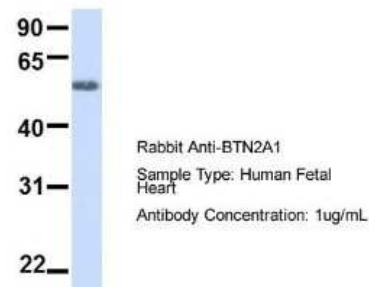 90
65
40
31
22
Rabbit Anti-BTN2A1
Sample Type: Human Fetal
Heart
Antibody Concentration: 1ug/mL